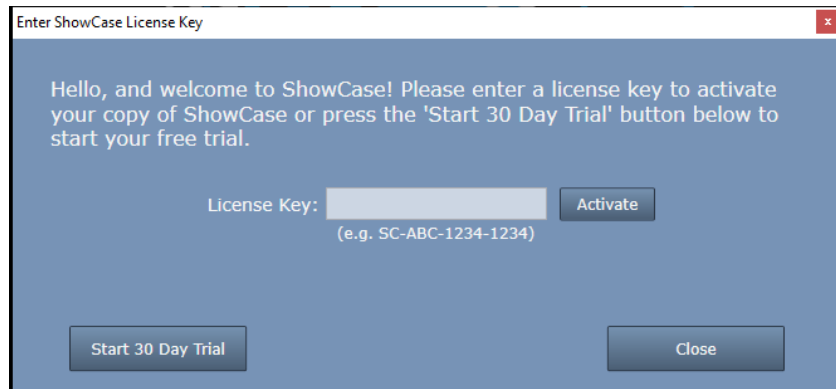 Enter ShowCase License Key
x
Hello, and welcome to ShowCase! Please enter a license key to activate
your copy of ShowCase or press the 'Start 30 Day Trial' button below to
start your free trial.
License Key:
Activate
(e.g. SC-ABC-1234-1234)
Start 30 Day Trial
Close